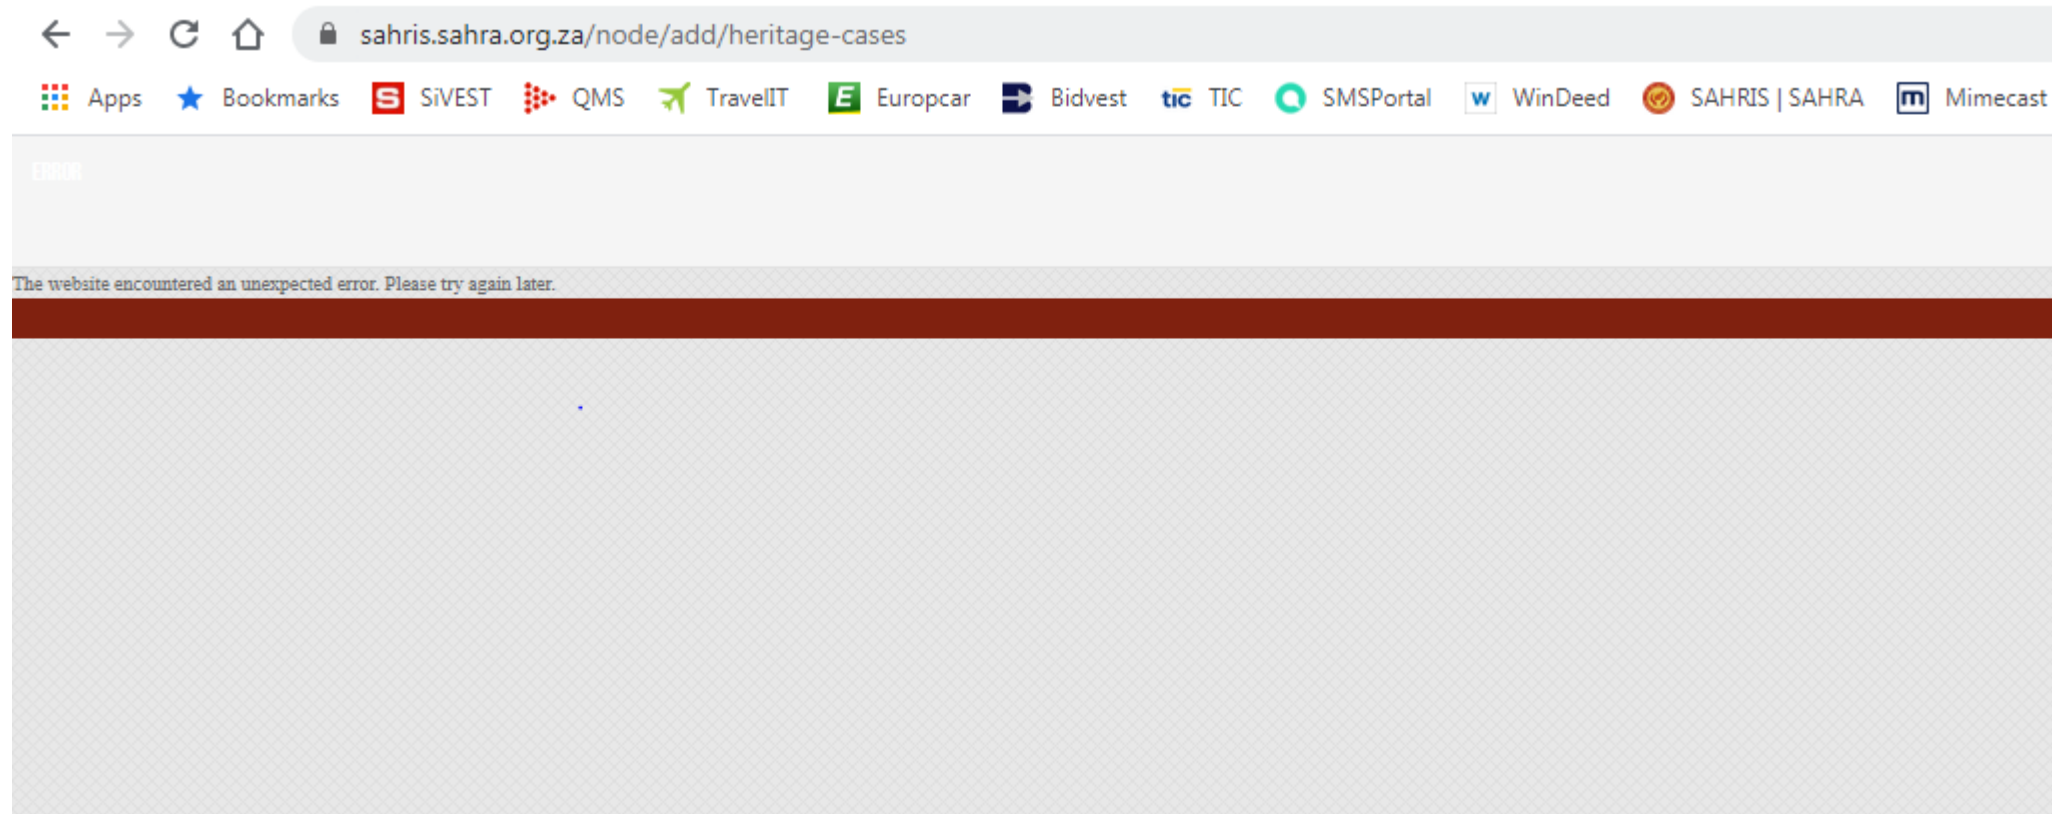 sahris.sahra.org.za/node/add/heritage-cases
Apps Bookmarks S SiVEST QMS TravelIT E Europcar Bidvest tic TIC SMSPortal w WinDeed SAHRIS | SAHRA m Mimecast
ERROR
The website encountered an unexpected error. Please try again later.